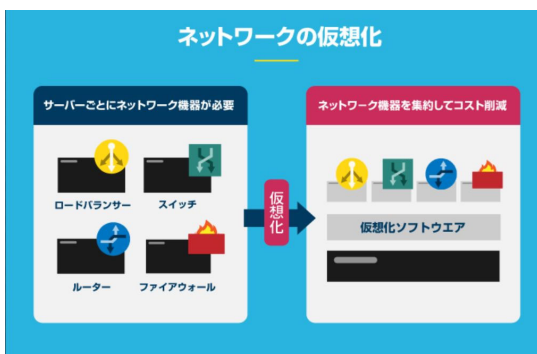 ネットワークの仮想化
サーバーごとにネットワーク機器が必要
ロードバランサー
スイッチ
ルーター
ファイアウォール
仮想化
ネットワーク機器を集約してコスト削減
仮想化ソフトウエア